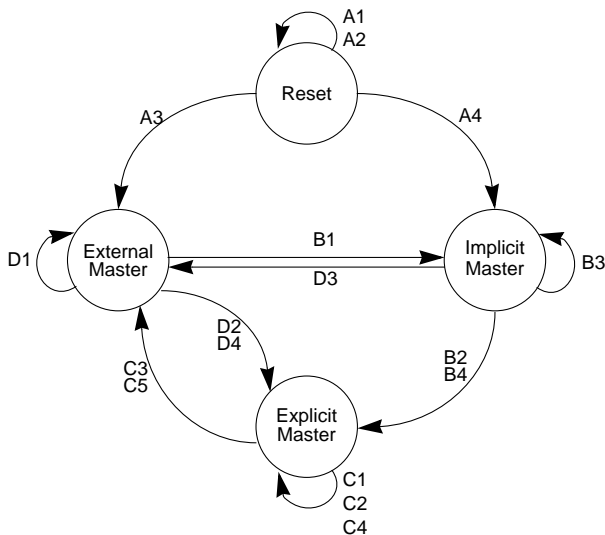 A1
A2
Reset
A3
A4
External
Master
Implicit
Master
B1
D3
D1
B3
D2
D4
B2
B4
C3
C5
Explicit
Master
C1
C2
C4